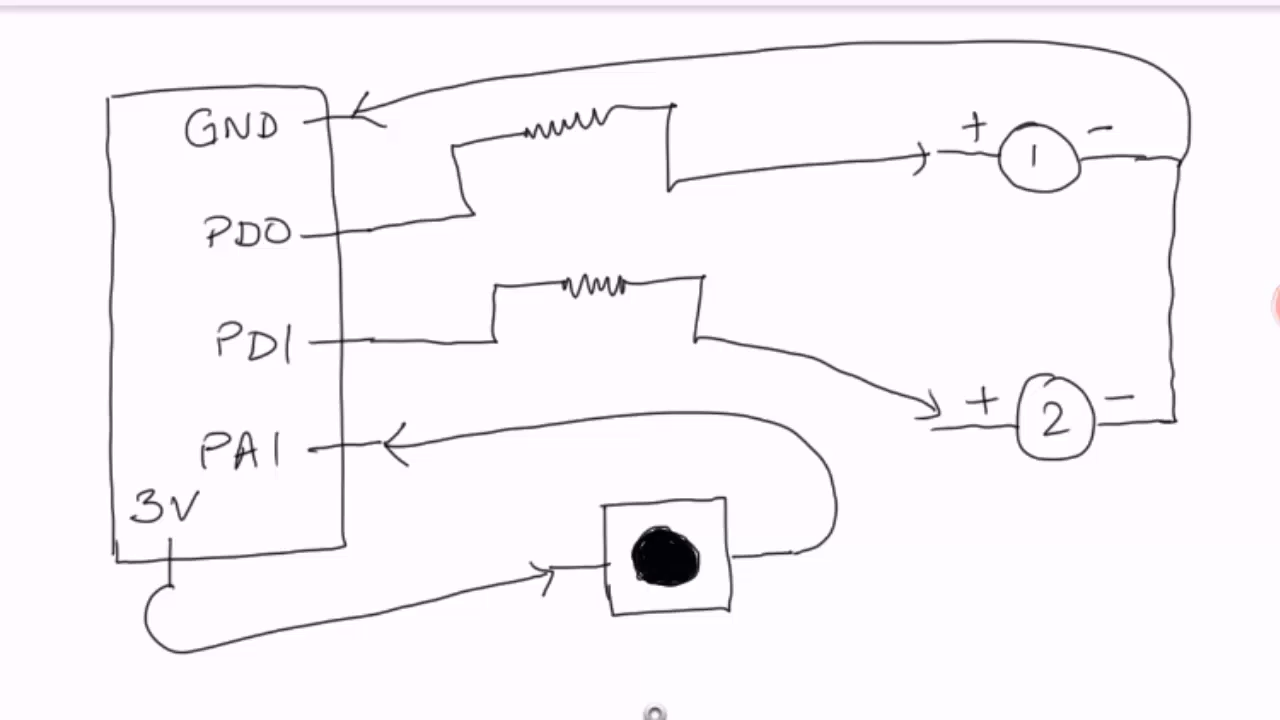 GND
+ 1 -
PD0
PD1
+ 2 -
PA1
3V